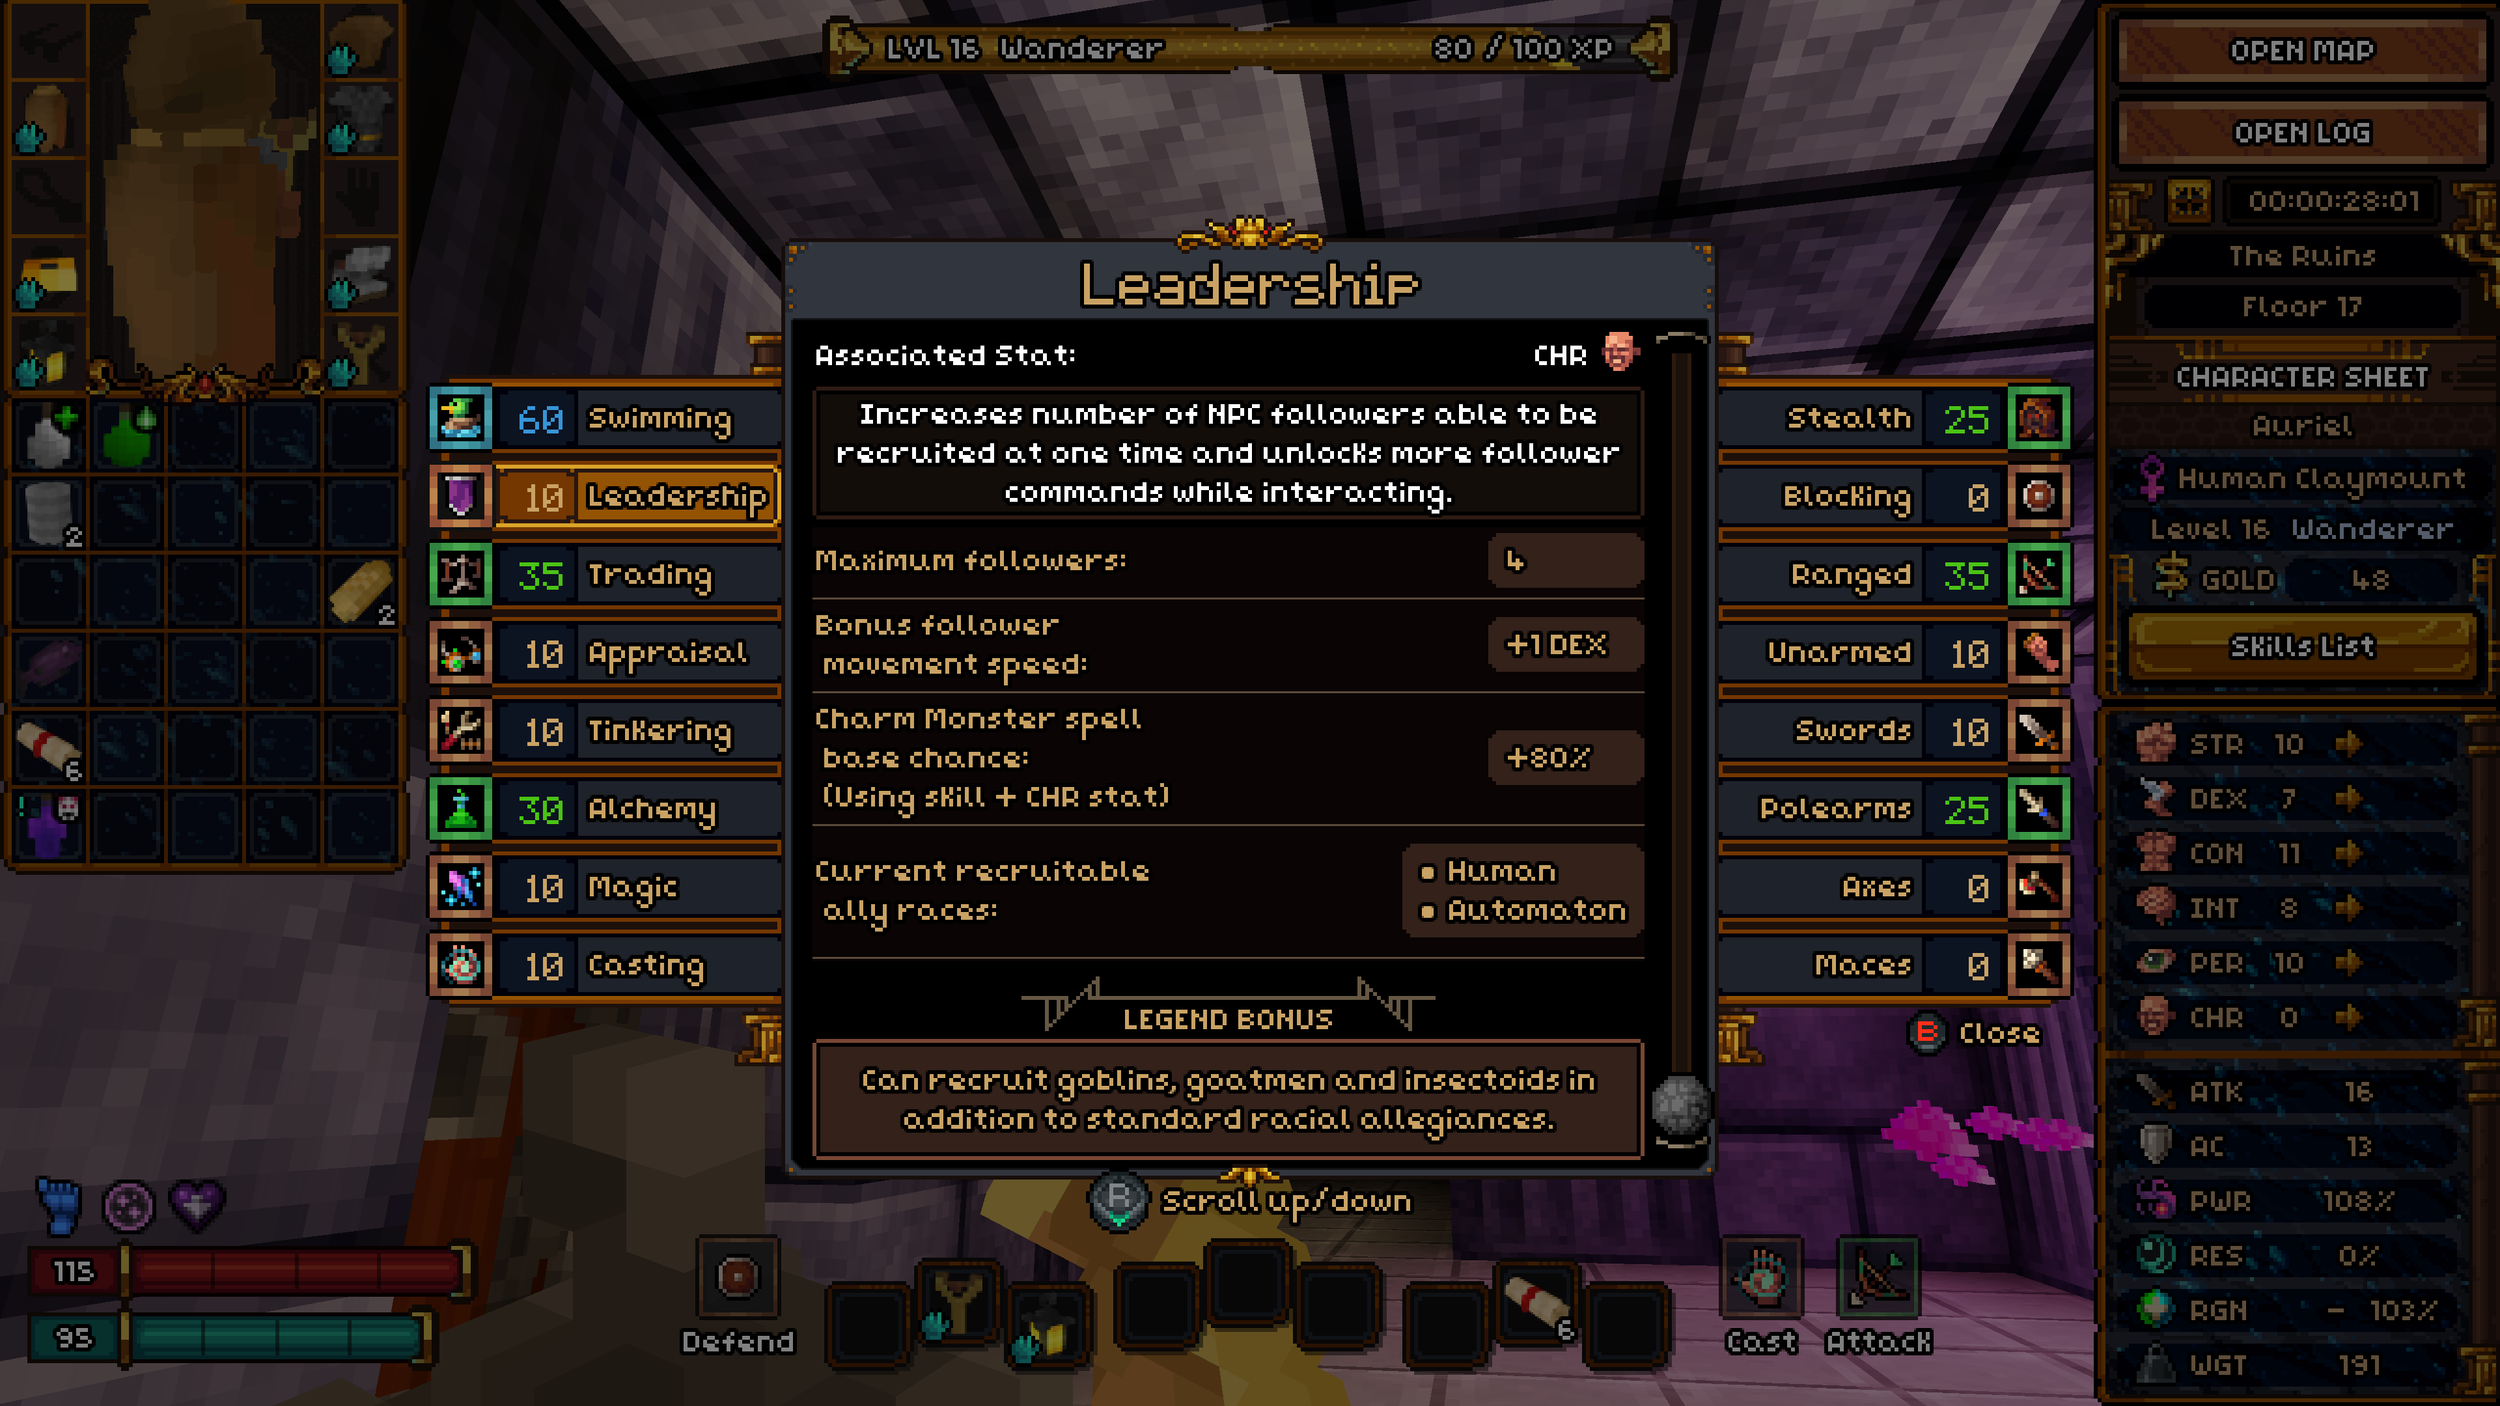 LVL 16 Wanderer
80 / 100 XP
OPEN MAP
OPEN LOG
00:00:28:01
The Ruins
Floor 17
CHARACTER SHEET
Auriel
Human Claymount
Level 16 Wanderer
GOLD 48
Skills List
STR 10
DEX 7
CON 11
INT 8
PER 10
CHR 0
ATK 16
AC 13
PWR 108%
RES 0%
RGN - 103%
WGT 191
Leadership
Associated Stat: CHR
Increases number of NPC followers able to be
recruited at one time and unlocks more follower
commands while interacting.
Maximum followers: 4
Bonus follower
movement speed: +1 DEX
Charm Monster spell
base chance: +80%
(Using skill + CHR stat)
Current recruitable
ally races:
Human
Automaton
LEGEND BONUS
Can recruit goblins, goatmen and insectoids in
addition to standard racial allegiances.
R Scroll up/down
60 Swimming
10 Leadership
35 Trading
10 Appraisal
10 Tinkering
30 Alchemy
10 Magic
10 Casting
Stealth 25
Blocking 0
Ranged 35
Unarmed 10
Swords 10
Polearms 25
Axes 0
Maces 0
B Close
2
2
6
115
95
Defend
6
Cast
Attack